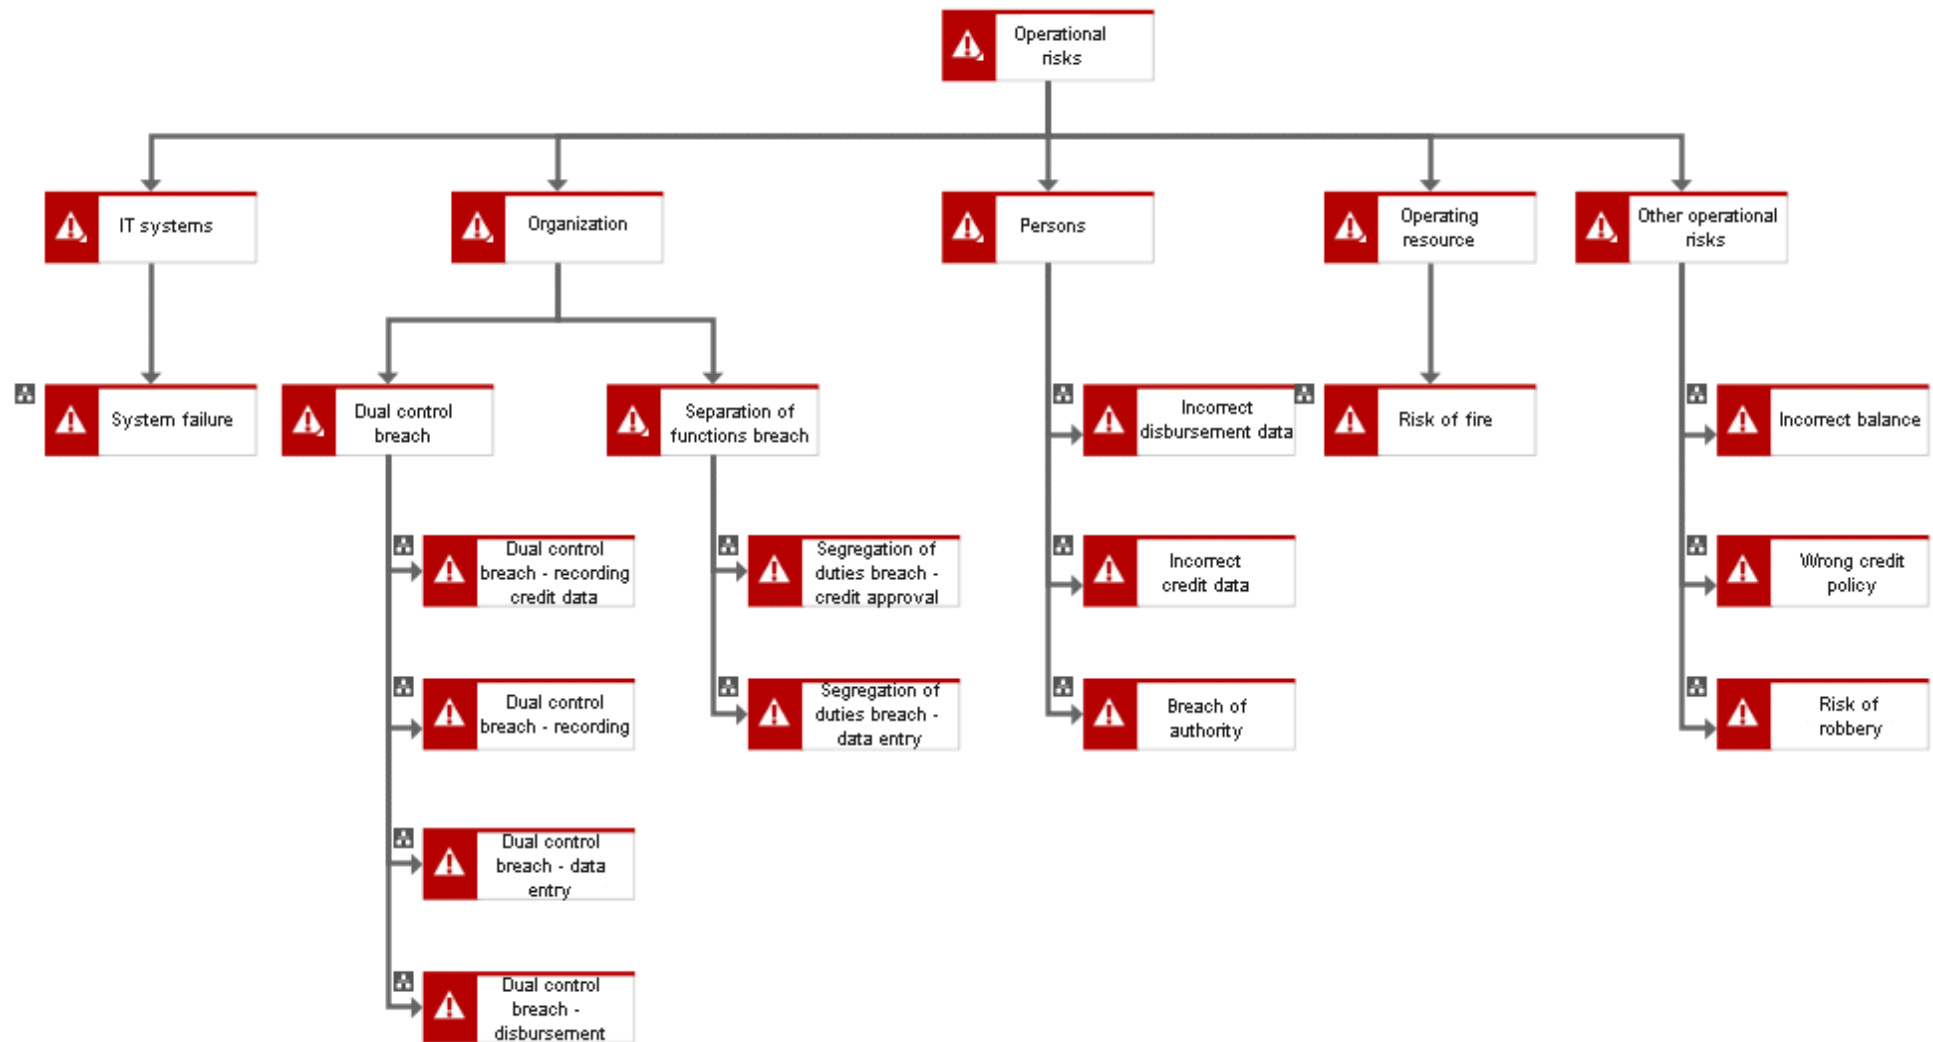 Operational
risks
IT systems
Organization
Persons
Operating
resource
Other operational
risks
System failure
Dual control
breach
Separation of
functions breach
Incorrect
disbursement data
Risk of fire
Incorrect balance
Dual control
breach - recording
credit data
Segregation of
duties breach -
credit approval
Incorrect
credit data
Wrong credit
policy
Dual control
breach - recording
Segregation of
duties breach -
data entry
Breach of
authority
Risk of
robbery
Dual control
breach - data
entry
Dual control
breach -
disbursement